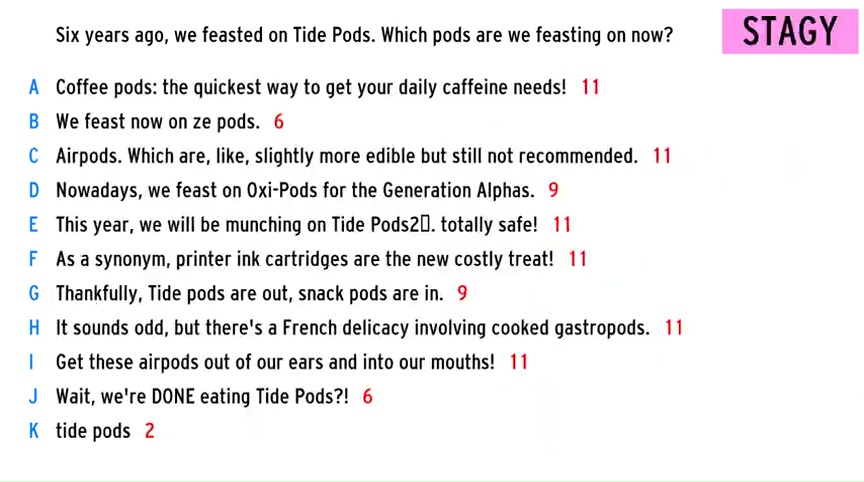 Six years ago, we feasted on Tide Pods. Which pods are we feasting on now?
STAGY
A Coffee pods: the quickest way to get your daily caffeine needs! 11
B We feast now on ze pods. 6
C Airpods. Which are, like, slightly more edible but still not recommended. 11
D Nowadays, we feast on Oxi-Pods for the Generation Alphas. 9
E This year, we will be munching on Tide Pods2▯. totally safe! 11
F As a synonym, printer ink cartridges are the new costly treat! 11
G Thankfully, Tide pods are out, snack pods are in. 9
H It sounds odd, but there's a French delicacy involving cooked gastropods. 11
I Get these airpods out of our ears and into our mouths! 11
J Wait, we're DONE eating Tide Pods?! 6
K tide pods 2